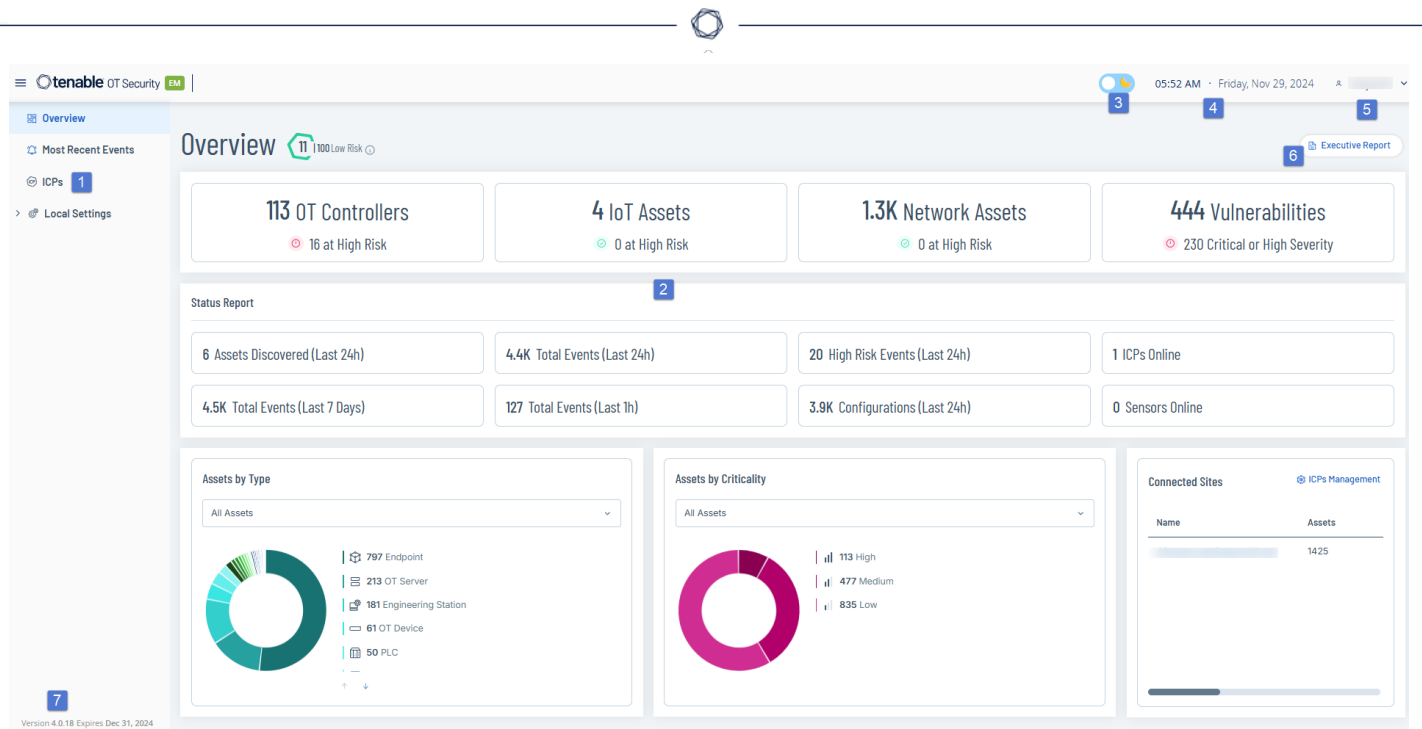 tenable OT Security EM
3
05:52 AM · Friday, Nov 29, 2024
4
5
Overview
Most Recent Events
ICPs 1
Local Settings
Overview 11 | 100 Low Risk
6 Executive Report
113 OT Controllers
16 at High Risk
4 IoT Assets
0 at High Risk
1.3K Network Assets
0 at High Risk
444 Vulnerabilities
230 Critical or High Severity
2
Status Report
6 Assets Discovered (Last 24h)
4.4K Total Events (Last 24h)
20 High Risk Events (Last 24h)
1 ICPs Online
4.5K Total Events (Last 7 Days)
127 Total Events (Last 1h)
3.9K Configurations (Last 24h)
0 Sensors Online
Assets by Type
All Assets
797 Endpoint
213 OT Server
181 Engineering Station
61 OT Device
50 PLC
Assets by Criticality
All Assets
113 High
477 Medium
835 Low
Connected Sites
ICPs Management
Name Assets
1425
7
Version 4.0.18 Expires Dec 31, 2024